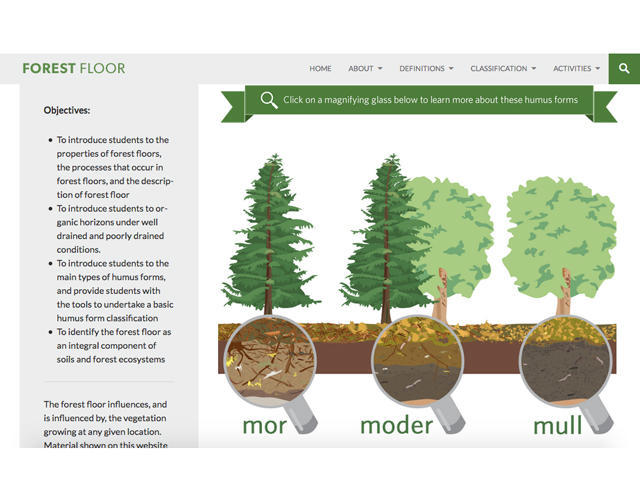 FOREST FLOOR
HOME ABOUT DEFINITIONS CLASSIFICATION ACTIVITIES
Objectives:
• To introduce students to the
properties of forest floors,
the processes that occur in
forest floors, and the descrip-
tion of forest floor
• To introduce students to or-
ganic horizons under well
drained and poorly drained
conditions.
• To introduce students to the
main types of humus forms,
and provide students with
the tools to undertake a basic
humus form classification
• To identify the forest floor as
an integral component of
soils and forest ecosystems
The forest floor influences, and
is influenced by, the vegetation
growing at any given location.
Material shown on this website
Click on a magnifying glass below to learn more about these humus forms
mor moder mull